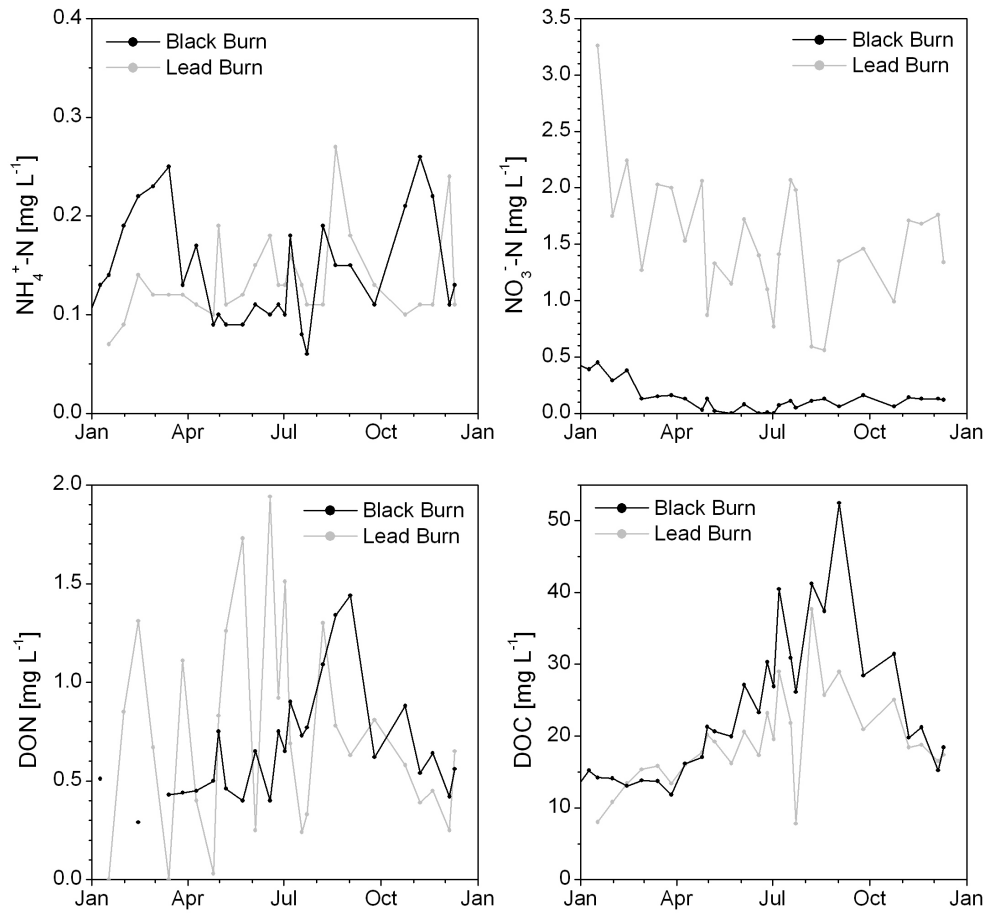 0.4
0.3
0.2
0.1
0.0
NH₄⁺-N [mg L⁻¹]
Black Burn
Lead Burn
Jan Apr Jul Oct Jan
3.5
3.0
2.5
2.0
1.5
1.0
0.5
0.0
NO₃⁻-N [mg L⁻¹]
Black Burn
Lead Burn
Jan Apr Jul Oct Jan
2.0
1.5
1.0
0.5
0.0
DON [mg L⁻¹]
Black Burn
Lead Burn
Jan Apr Jul Oct Jan
50
40
30
20
10
0
DOC [mg L⁻¹]
Black Burn
Lead Burn
Jan Apr Jul Oct Jan